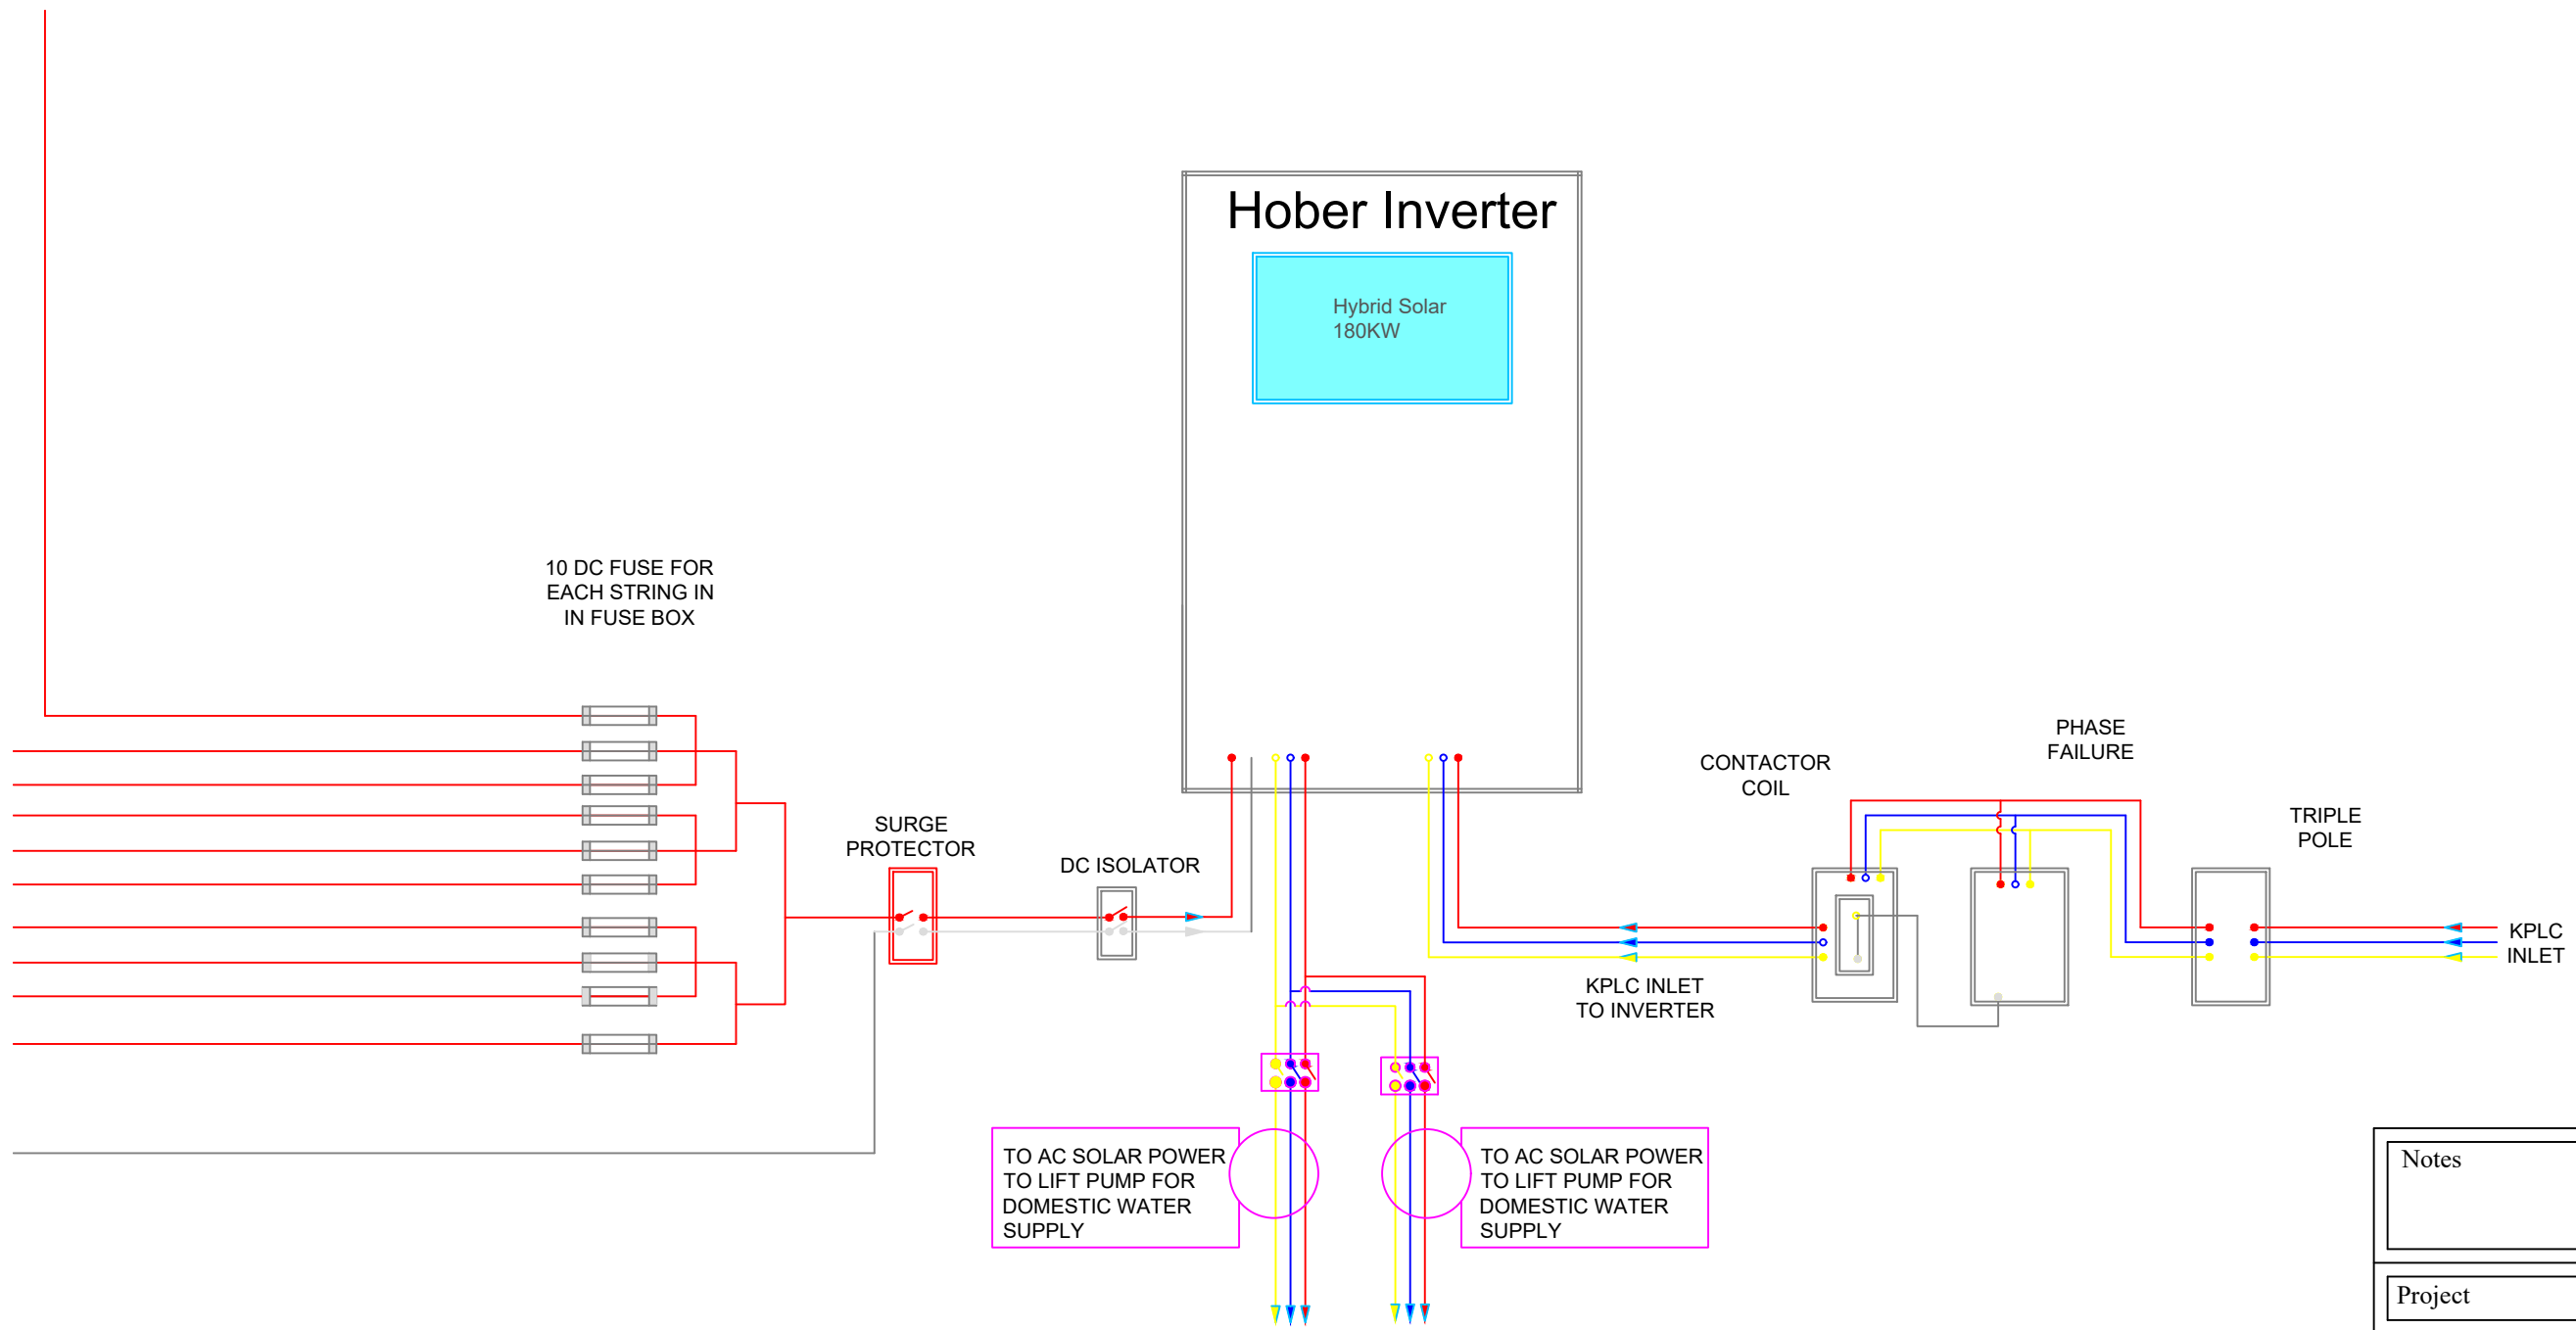 Hober Inverter
Hybrid Solar
180KW
10 DC FUSE FOR
EACH STRING IN
IN FUSE BOX
SURGE
PROTECTOR
DC ISOLATOR
CONTACTOR
COIL
PHASE
FAILURE
TRIPLE
POLE
KPLC
INLET
KPLC INLET
TO INVERTER
TO AC SOLAR POWER
TO LIFT PUMP FOR
DOMESTIC WATER
SUPPLY
TO AC SOLAR POWER
TO LIFT PUMP FOR
DOMESTIC WATER
SUPPLY
Notes
Project